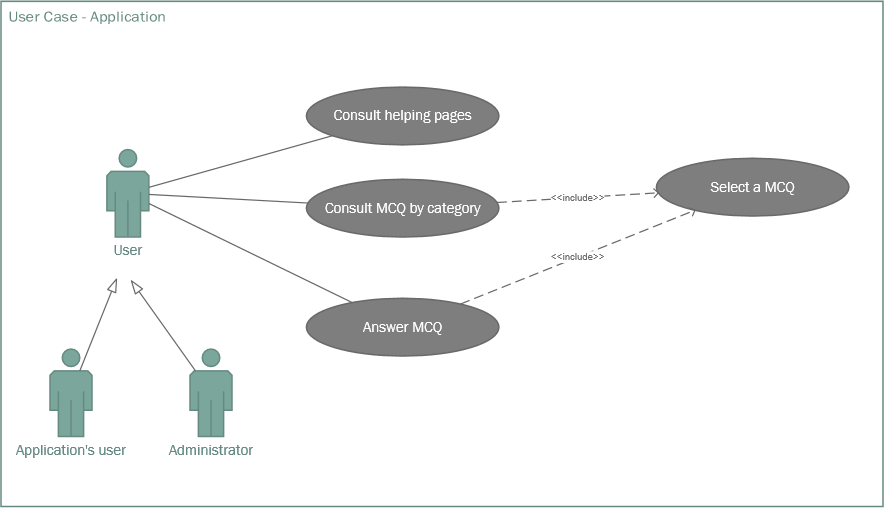 User Case - Application
Consult helping pages
Consult MCQ by category
<<include>>
Select a MCQ
User
<<include>>
Answer MCQ
Application's user
Administrator